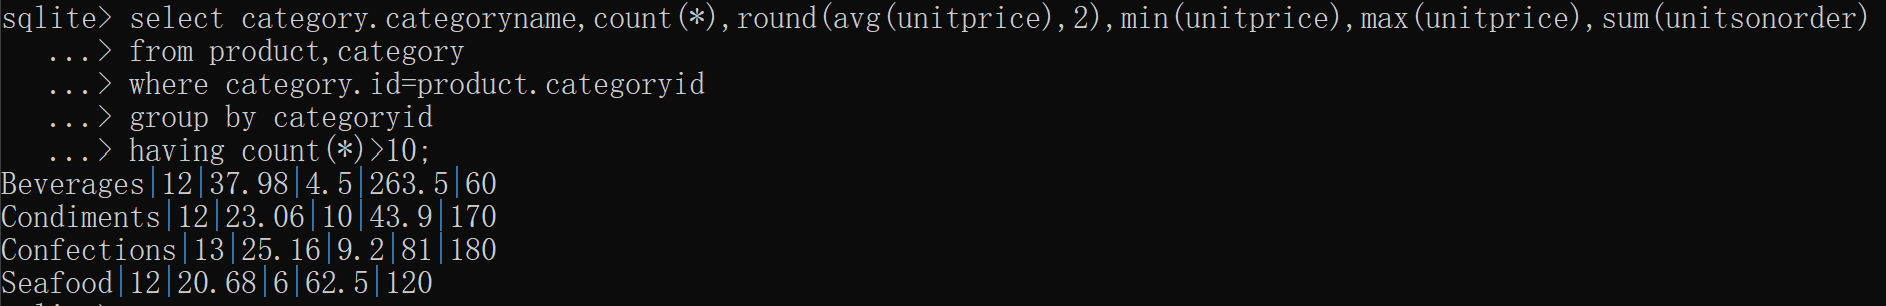 sqlite> select category.categoryname,count(*),round(avg(unitprice),2),min(unitprice),max(unitprice),sum(unitsonorder)
...> from product,category
...> where category.id=product.categoryid
...> group by categoryid
...> having count(*)>10;
Beverages|12|37.98|4.5|263.5|60
Condiments|12|23.06|10|43.9|170
Confections|13|25.16|9.2|81|180
Seafood|12|20.68|6|62.5|120